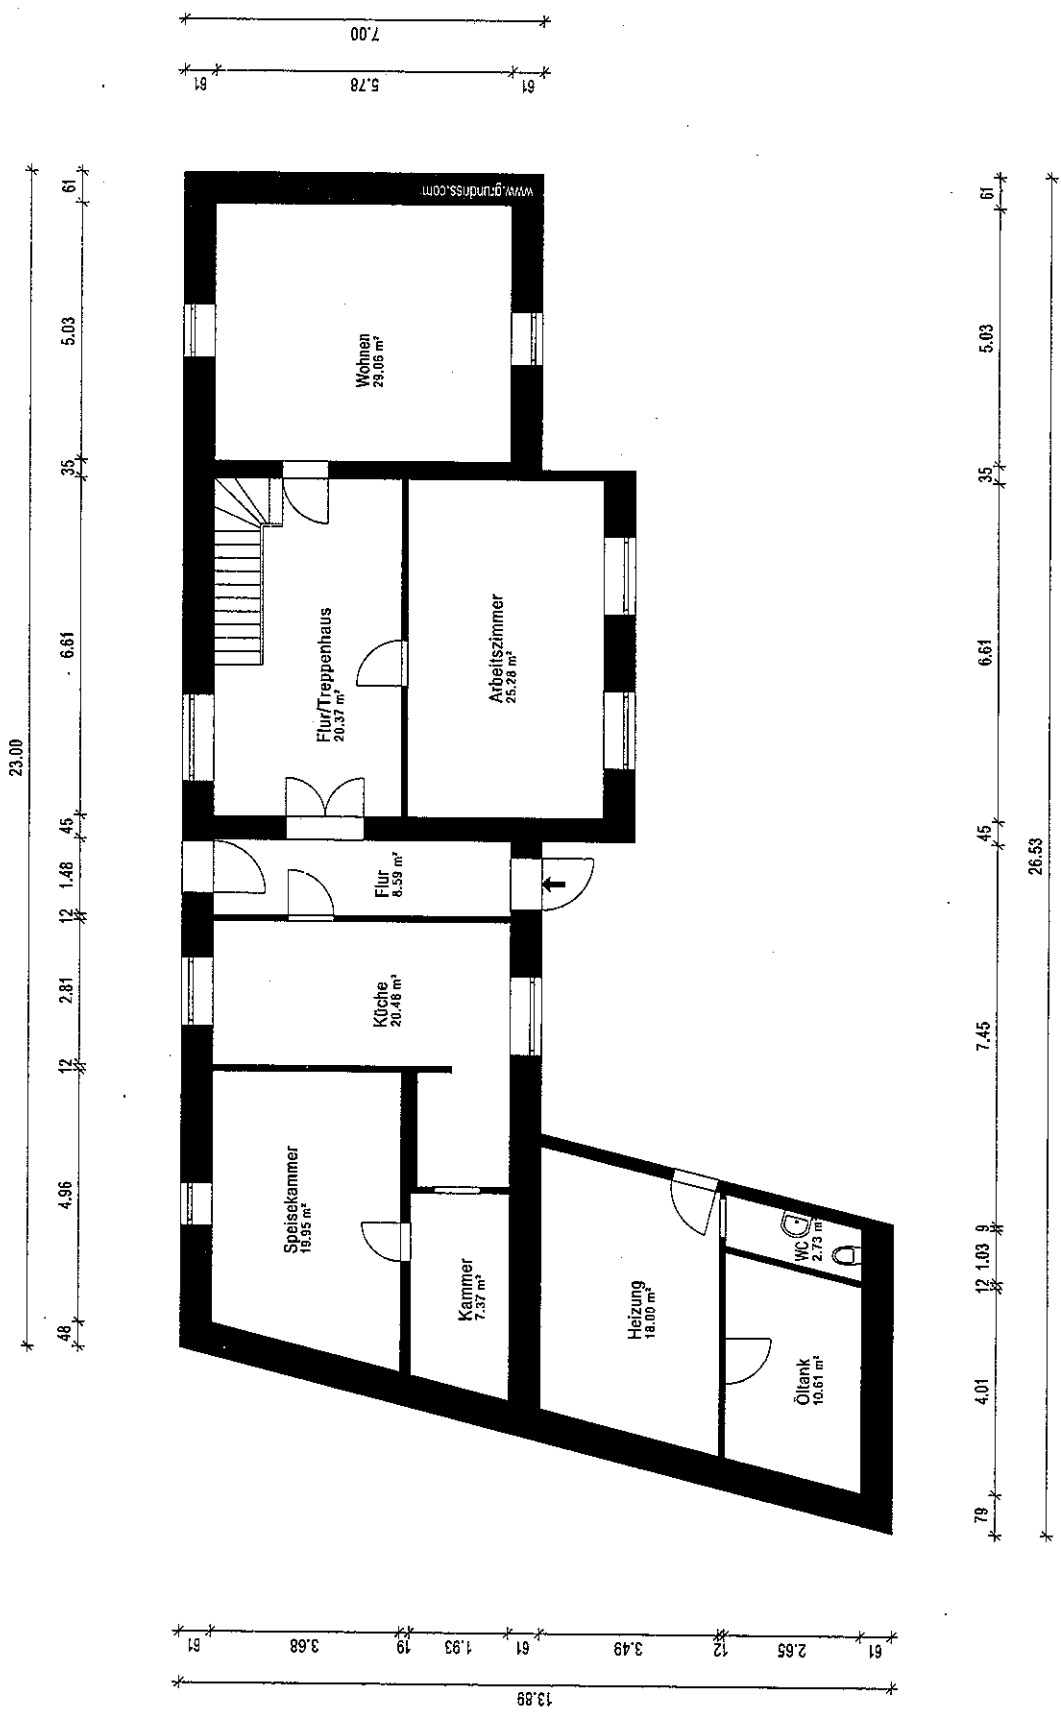 7.00
61
5.78
61
23.00
61
5.03
35
6.61
45
1.48
12
2.81
12
4.96
48
www.grundriss.com
Wohnen
29.06 m²
Flur/Treppenhaus
20.37 m²
Arbeitszimmer
25.28 m²
Flur
8.59 m²
Küche
20.48 m²
Speisekammer
19.95 m²
Kammer
7.37 m²
Heizung
18.00 m²
WC
2.73 m²
Öltank
10.61 m²
61
5.03
35
6.61
45
7.45
9
1.03
12
4.01
79
26.53
61
3.68
19
1.93
61
3.49
12
2.65
61
13.89